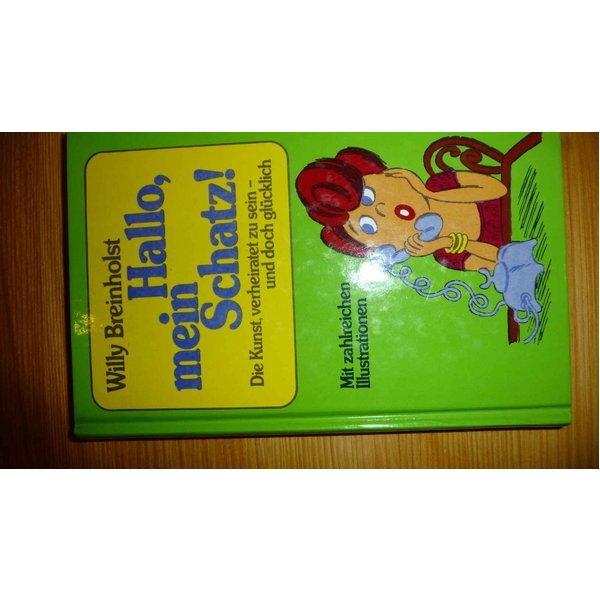 Willy Breinholst
Hallo,
mein
Schatz!
Die Kunst, verheiratet zu sein –
und doch glücklich
Mit zahlreichen
Illustrationen